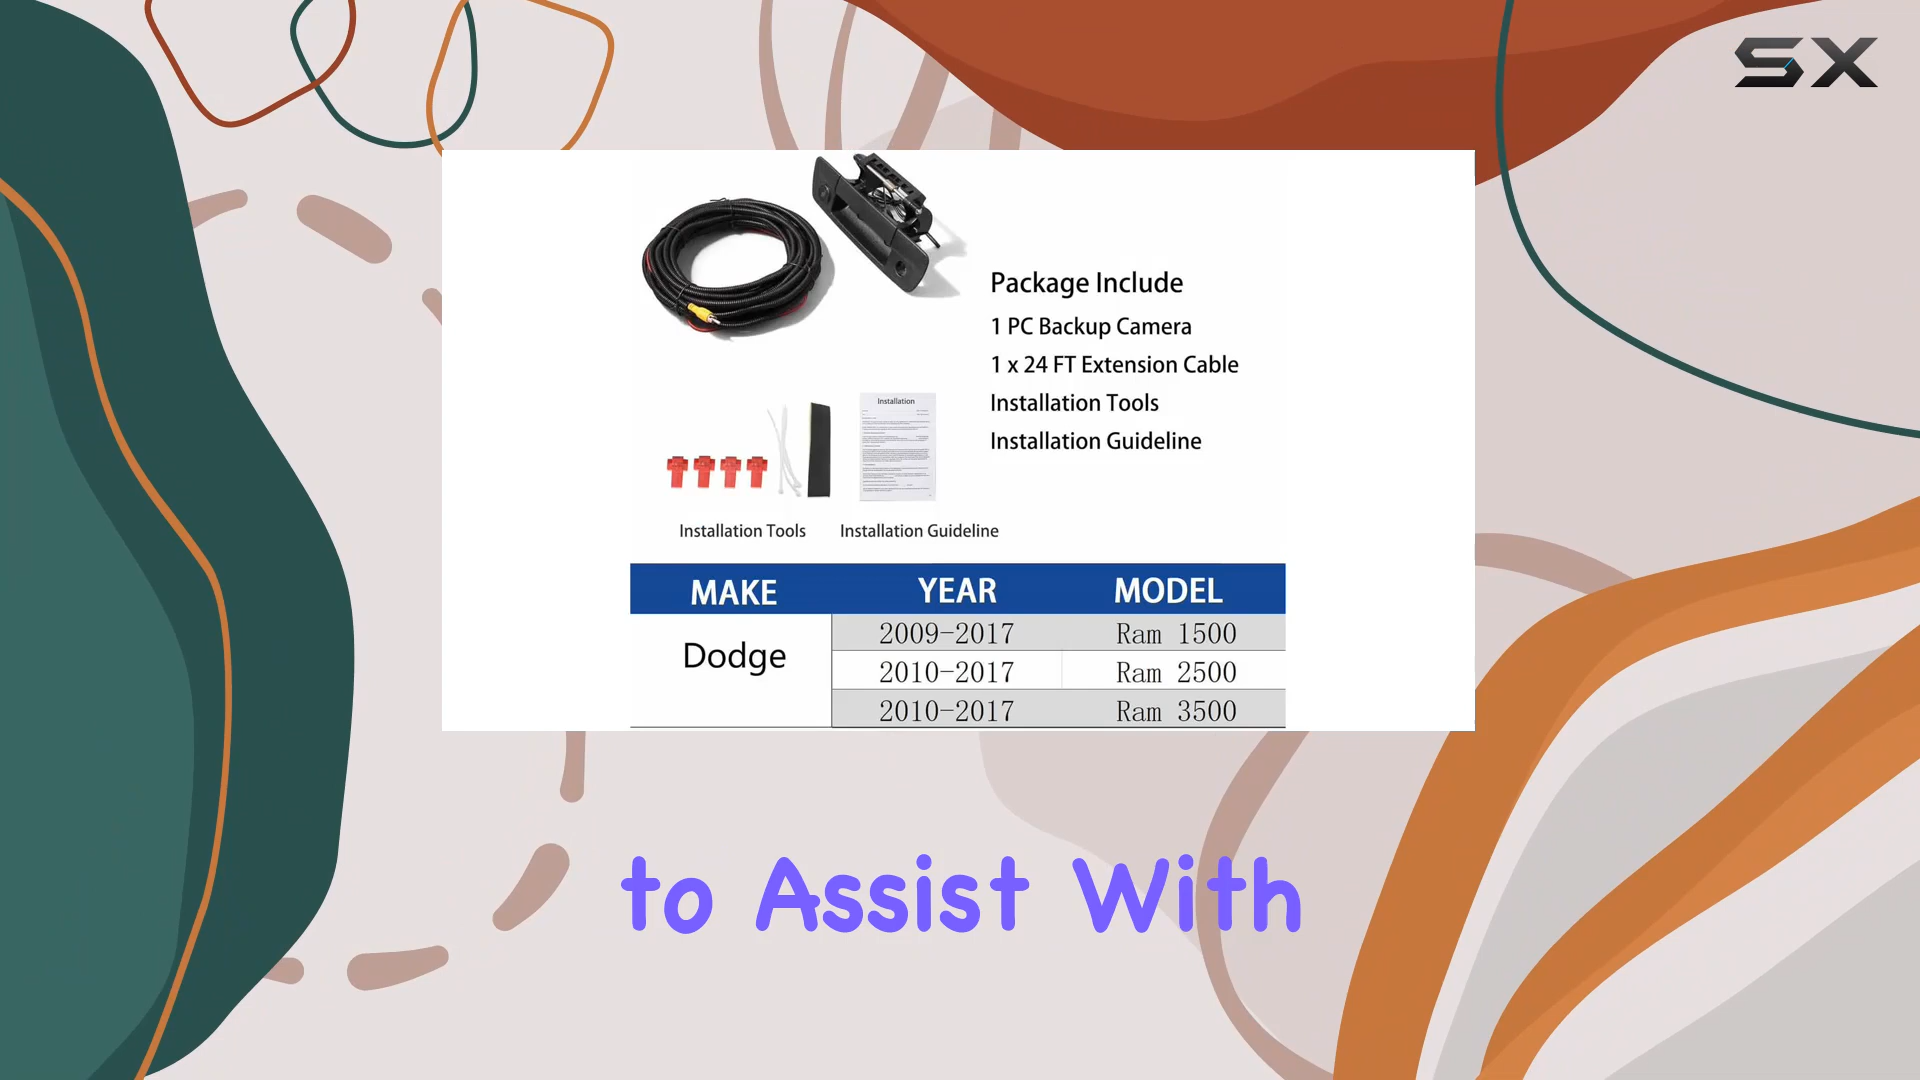 SX
Package Include
1 PC Backup Camera
1 x 24 FT Extension Cable
Installation Tools
Installation Guideline
Installation
Installation Tools
Installation Guideline
MAKE YEAR MODEL
Dodge
2009-2017 Ram 1500
2010-2017 Ram 2500
2010-2017 Ram 3500
to Assist With